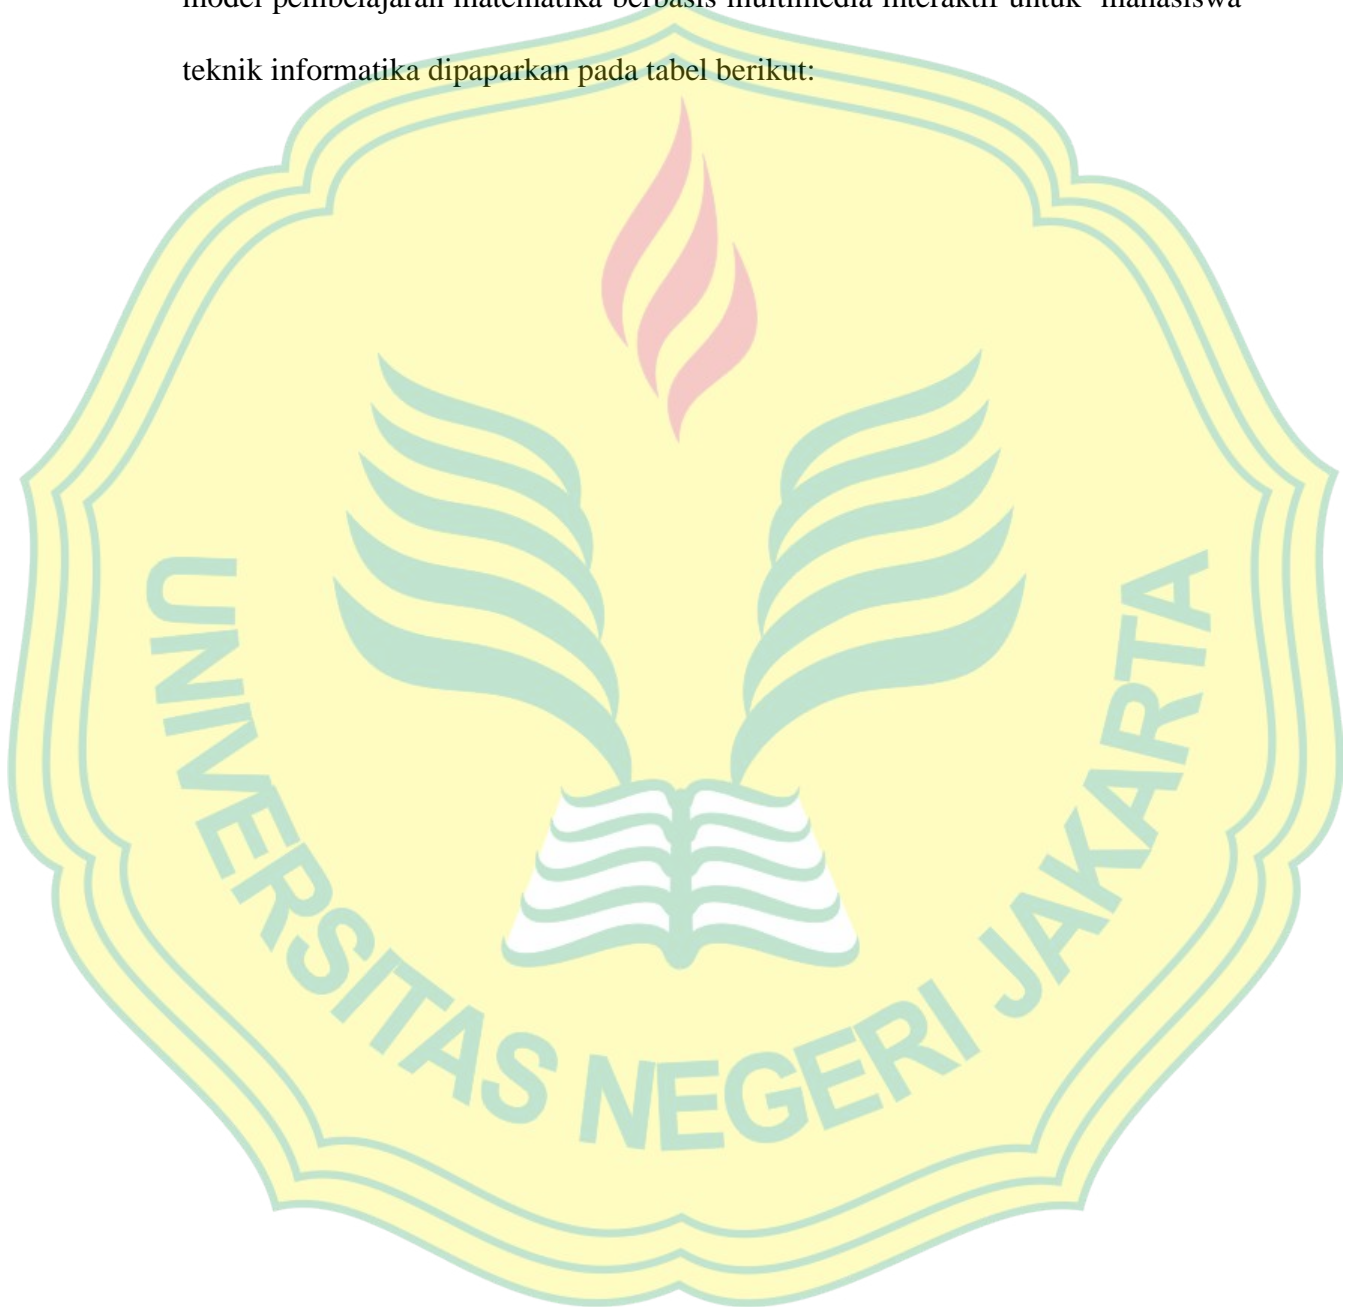 model pembelajaran matematika berbasis multimedia interaktif untuk mahasiswa
teknik informatika dipaparkan pada tabel berikut:
UNIVERSITAS NEGERI JAKARTA